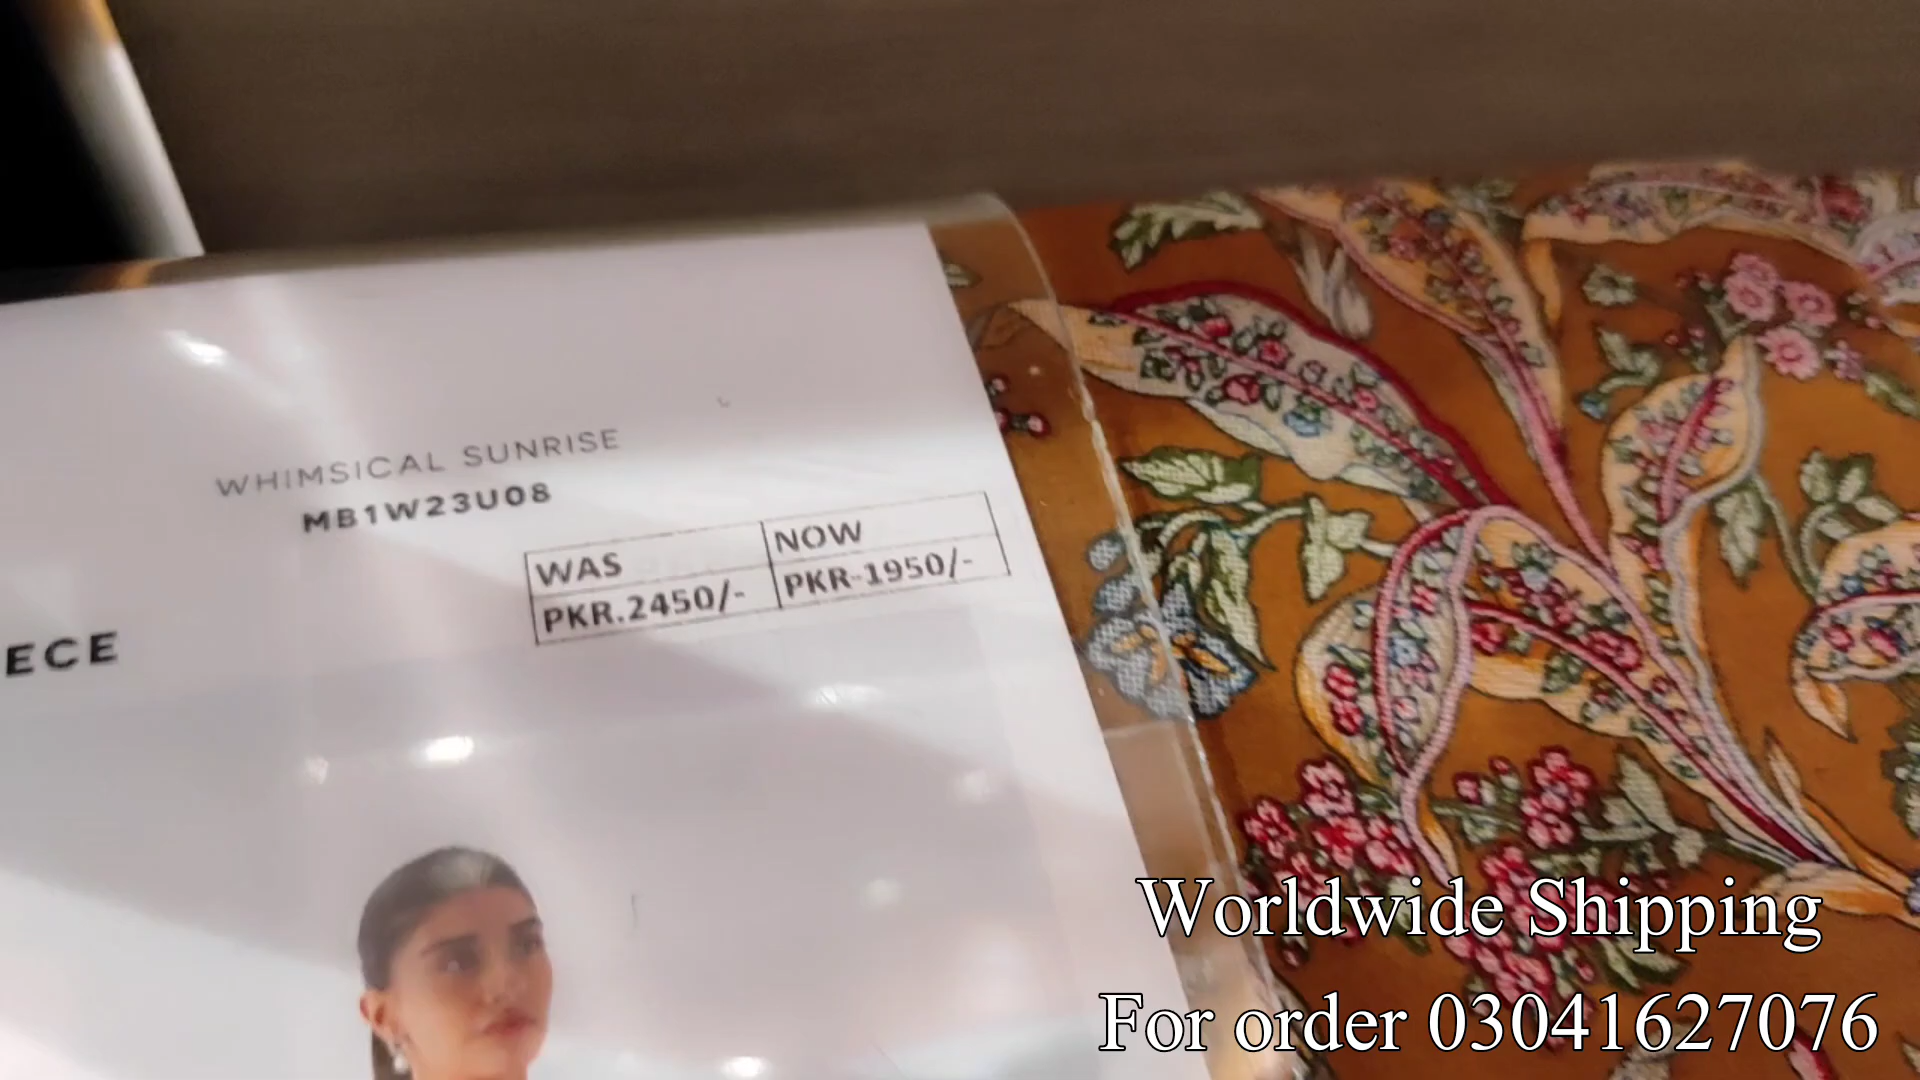 WHIMSICAL SUNRISE
MB1W23U08
WAS NOW
PKR.2450/- PKR-1950/-
ECE
Worldwide Shipping
For order 03041627076